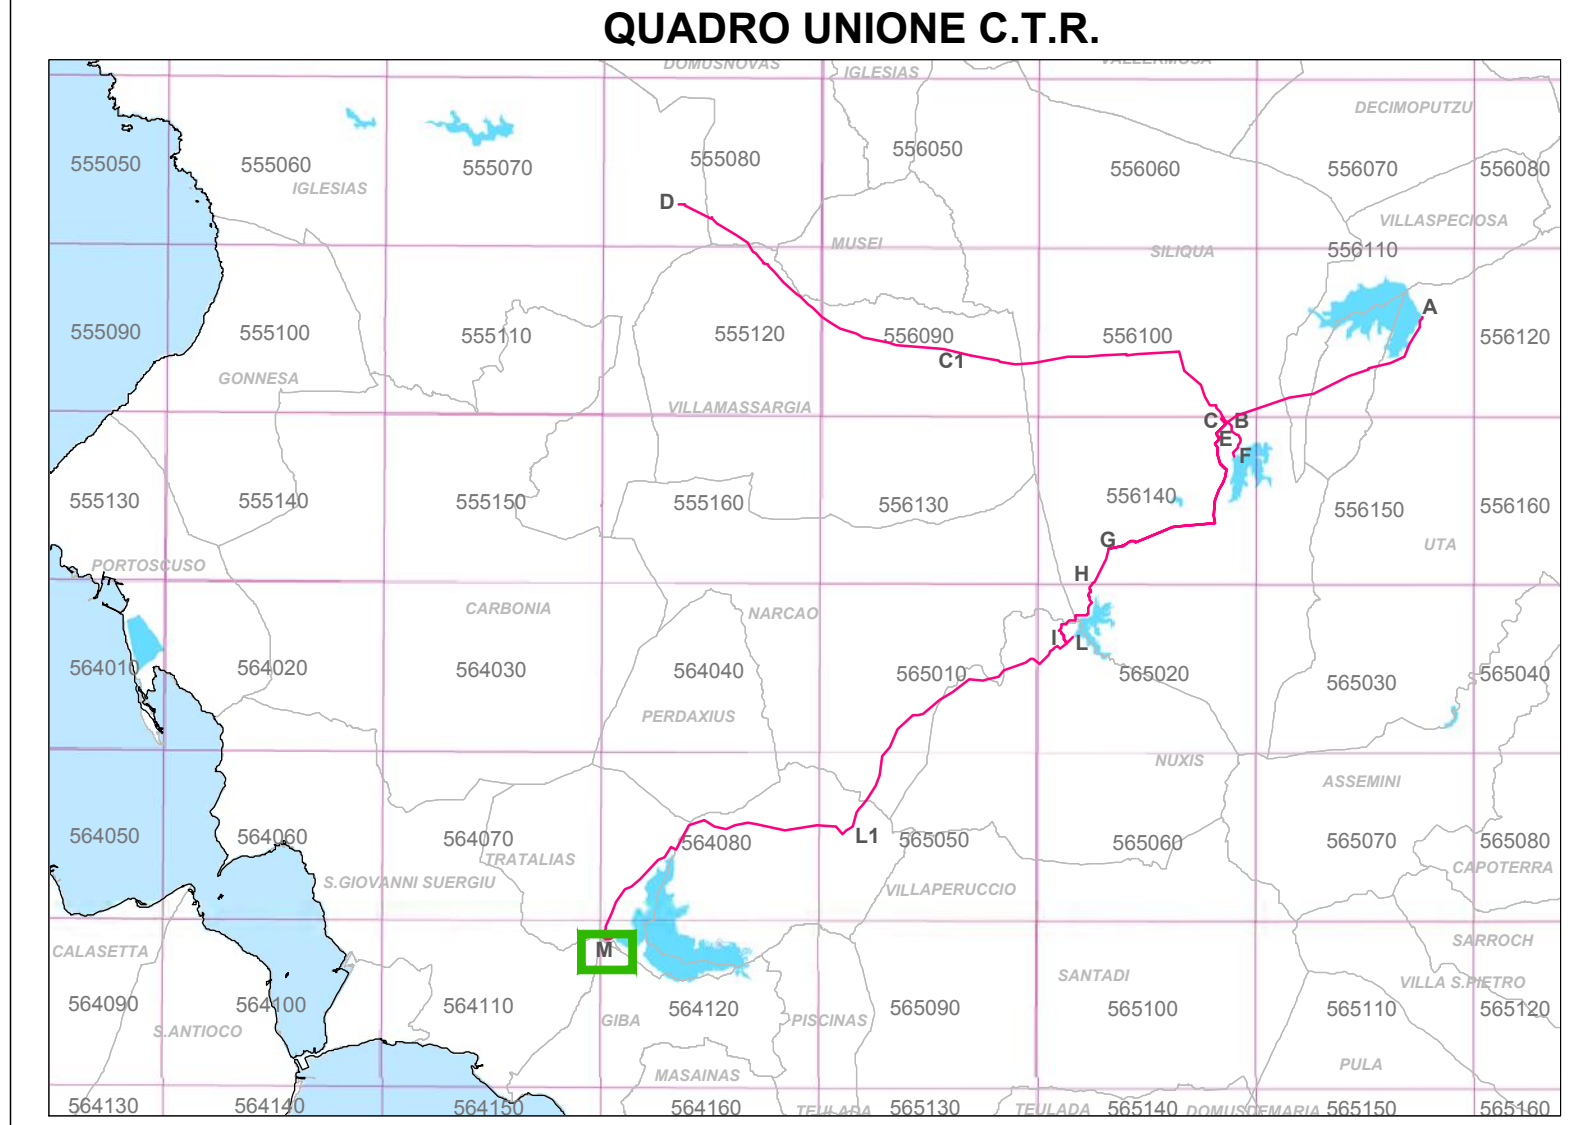 QUADRO UNIONE C.T.R.
DOMUSNOVAS
IGLESIAS
VALLERMOSA
DECIMOPUTZU
555050
555060
555070
555080
556050
556060
556070
556080
IGLESIAS
D
MUSEI
SILIQUA
VILLASPECIOSA
556110
A
555090
555100
555110
555120
556090
556100
556120
C1
GONNESA
VILLAMASSARGIA
C
B
E
F
555130
555140
555150
555160
556130
556140
556150
556160
G
UTA
PORTOSCUSO
H
CARBONIA
NARCAO
I
L
564010
564020
564030
564040
565010
565020
565030
565040
PERDAXIUS
NUXIS
ASSEMINI
564050
564060
564070
564080
L1
565050
565060
565070
565080
TRATALIAS
S.GIOVANNI SUERGIU
VILLAPERUCCIO
CAPOTERRA
CALASETTA
M
SARROCH
SANTADI
VILLA S.PIETRO
564090
564100
564110
564120
565090
565100
565110
565120
S.ANTIOCO
GIBA
PISCINAS
MASAINAS
PULA
564130
564140
564150
564160
TEULADA
565130
TEULADA
565140
DOMUSDEMARIA
565150
565160